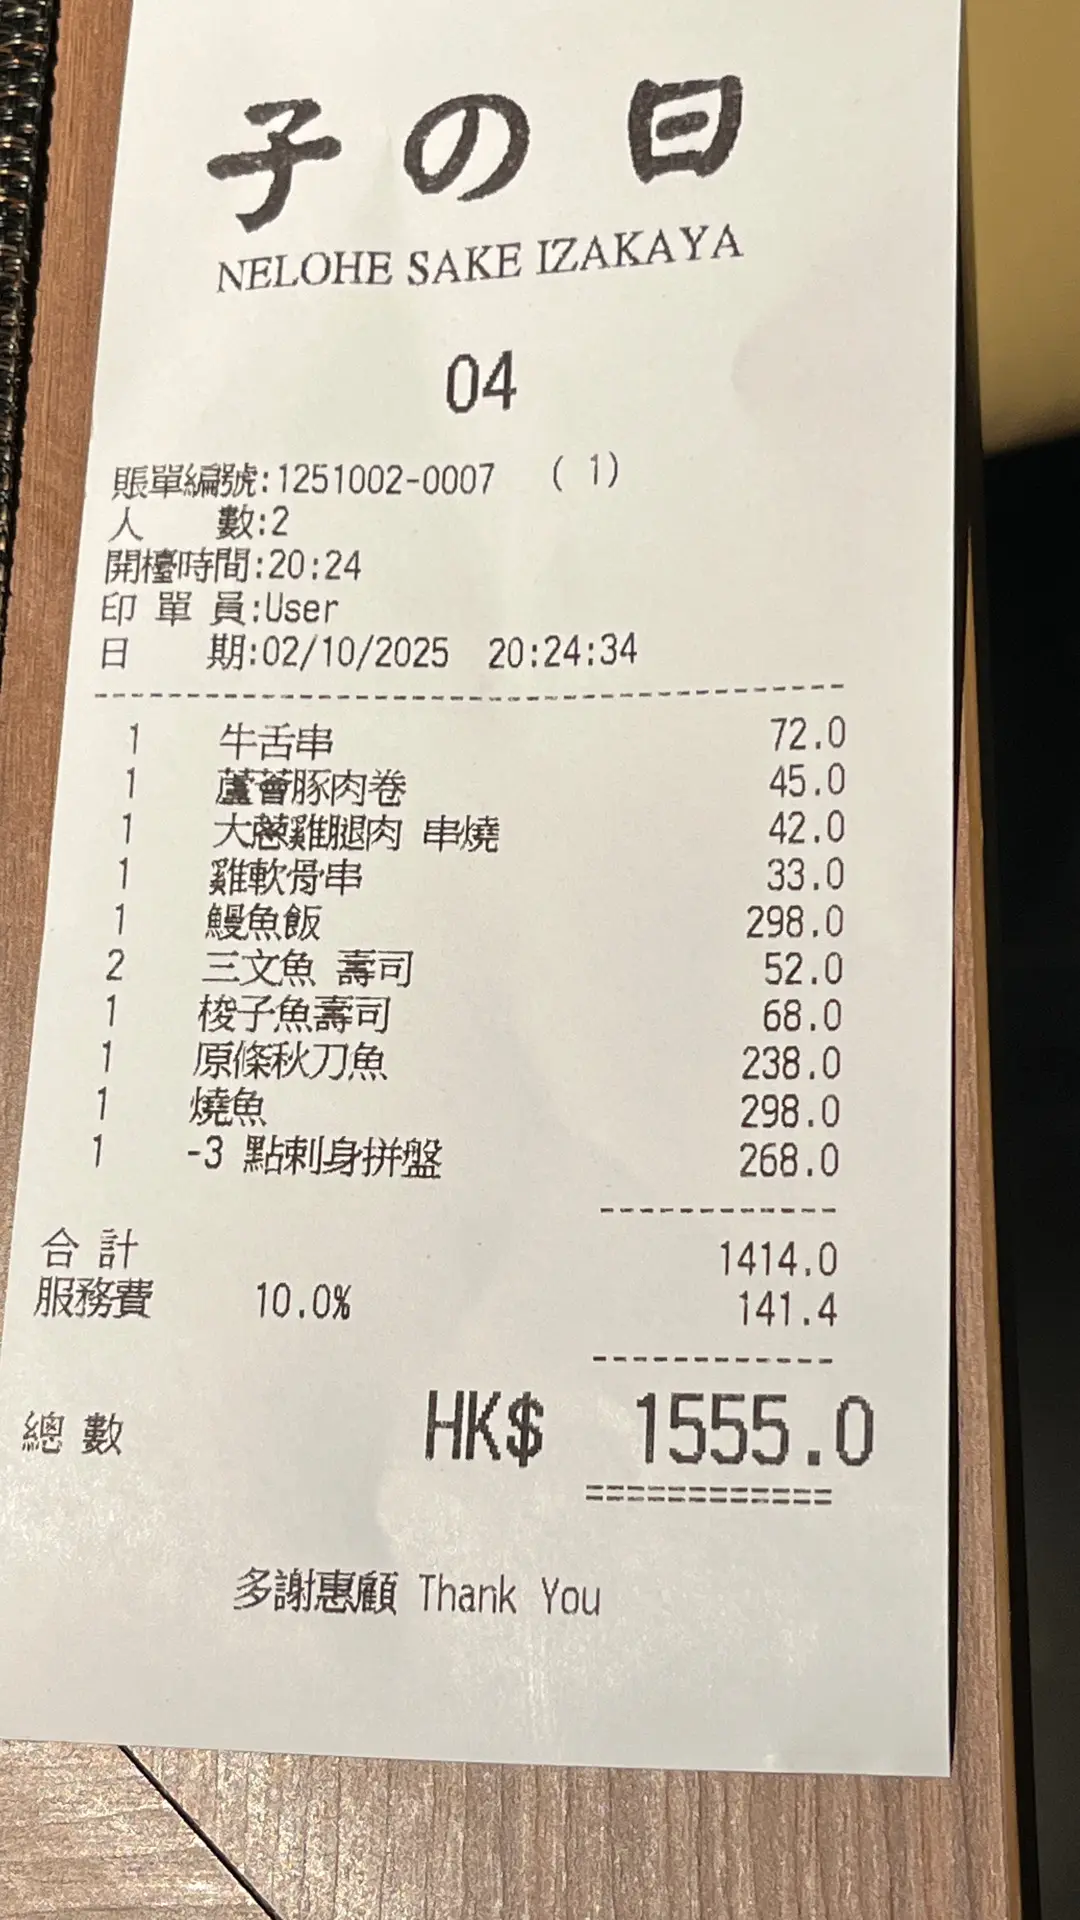 子の日
NELOHE SAKE IZAKAYA
04
賬單編號:1251002-0007 ( 1)
人 數:2
開檯時間:20:24
印 單 員:User
日 期:02/10/2025 20:24:34
1 牛舌串 72.0
1 蘆薈豚肉卷 45.0
1 大蔥雞腿肉 串燒 42.0
1 雞軟骨串 33.0
1 鰻魚飯 298.0
2 三文魚 壽司 52.0
1 梭子魚壽司 68.0
1 原條秋刀魚 238.0
1 燒魚 298.0
1 -3 點刺身拼盤 268.0
合 計 1414.0
服務費 10.0% 141.4
總 數 HK$ 1555.0
多謝惠顧 Thank You